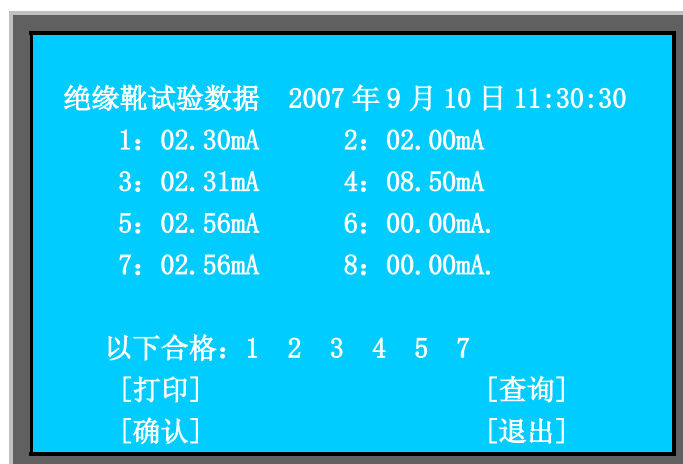 绝缘靴试验数据 2007年9月10日11:30:30
1：02.30mA 2：02.00mA
3：02.31mA 4：08.50mA
5：02.56mA 6：00.00mA.
7：02.56mA 8：00.00mA.
以下合格：1 2 3 4 5 7
[打印] [查询]
[确认] [退出]